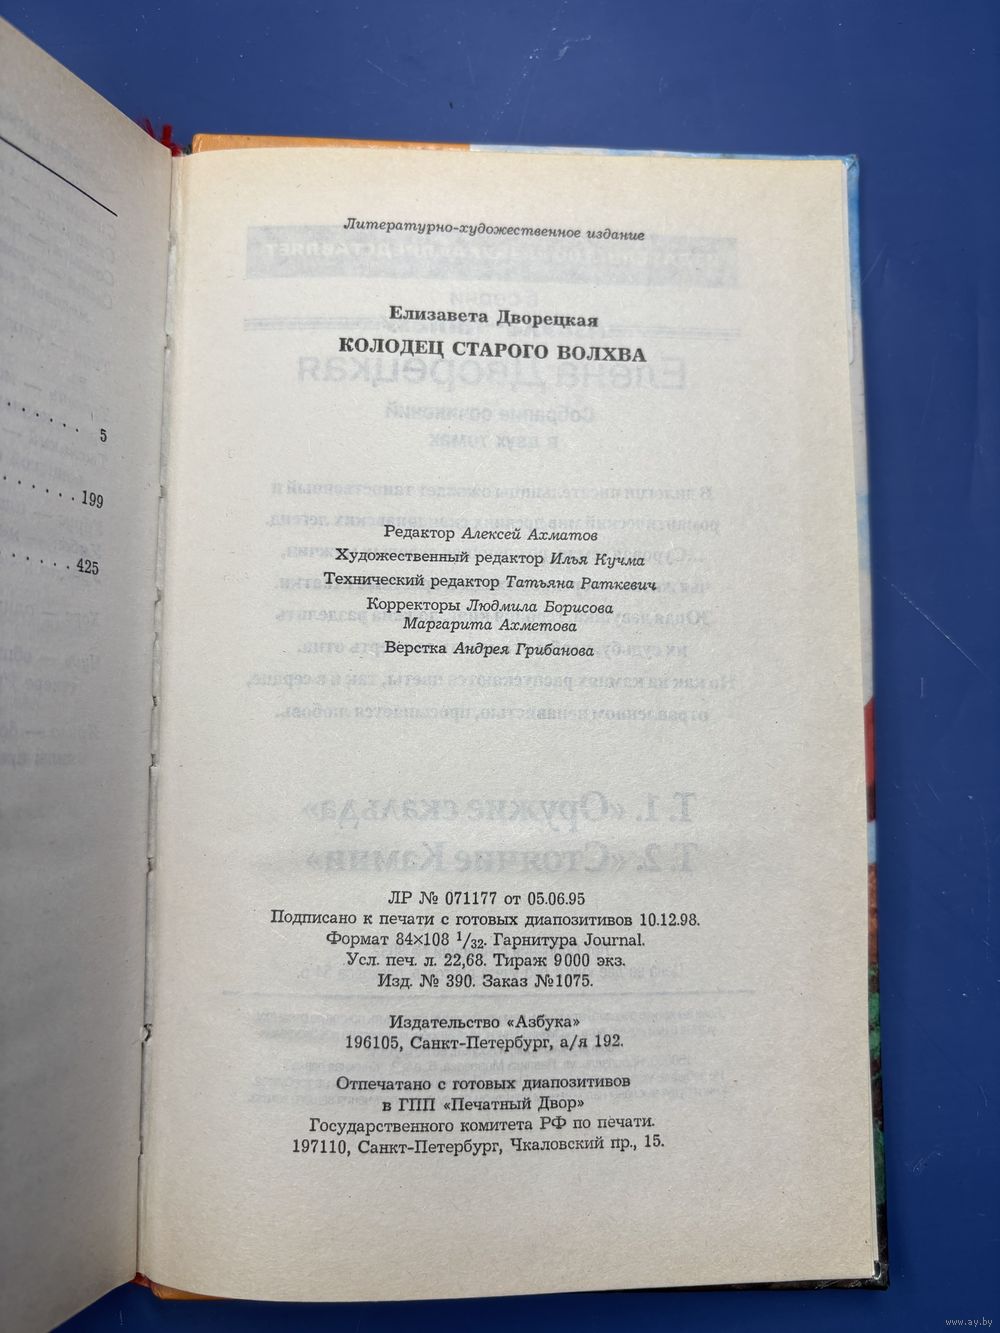 5
199
425
Литературно-художественное издание
Елизавета Дворецкая
КОЛОДЕЦ СТАРОГО ВОЛХВА
Редактор Алексей Ахматов
Художественный редактор Илья Кучма
Технический редактор Татьяна Раткевич
Корректоры Людмила Борисова
Маргарита Ахметова
Верстка Андрея Грибанова
ЛР № 071177 от 05.06.95
Подписано к печати с готовых диапозитивов 10.12.98.
Формат 84×108 1/32. Гарнитура Journal.
Усл. печ. л. 22,68. Тираж 9000 экз.
Изд. № 390. Заказ №1075.
Издательство «Азбука»
196105, Санкт-Петербург, а/я 192.
Отпечатано с готовых диапозитивов
в ГПП «Печатный Двор»
Государственного комитета РФ по печати.
197110, Санкт-Петербург, Чкаловский пр., 15.
www.ay.by